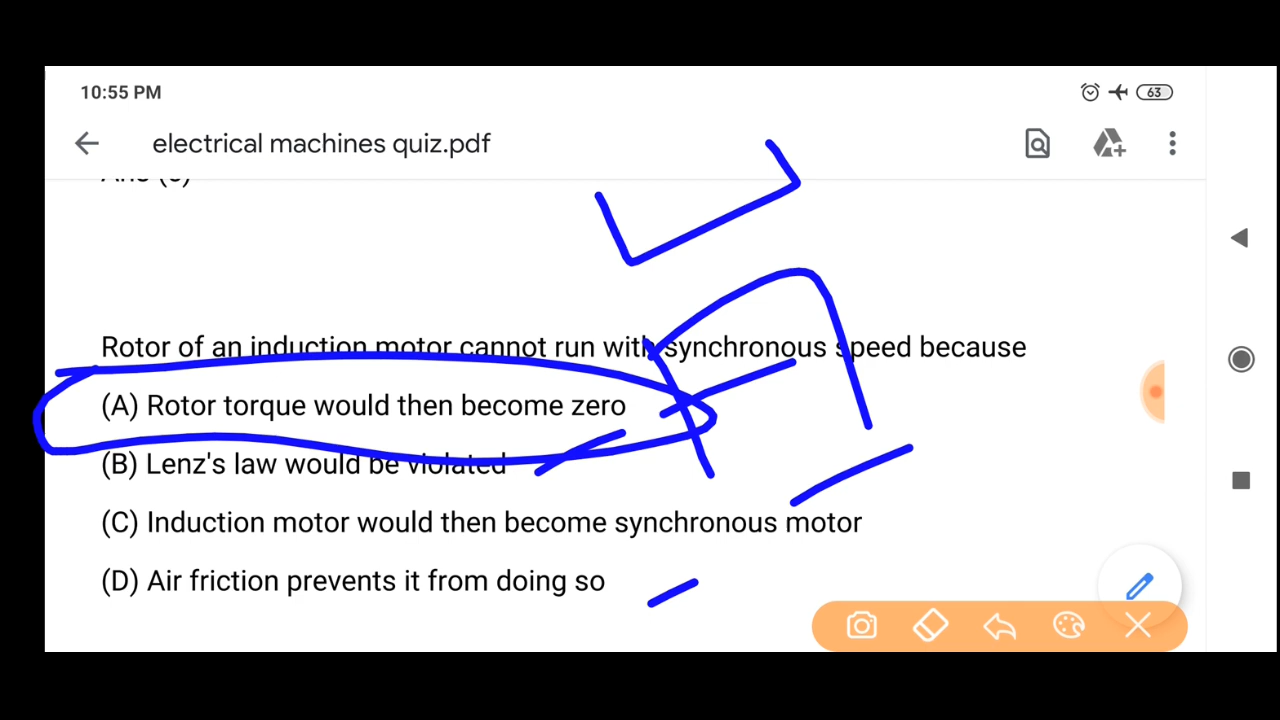 10:55 PM
63
electrical machines quiz.pdf
Rotor of an induction motor cannot run with synchronous speed because
(A) Rotor torque would then become zero
(B) Lenz's law would be violated
(C) Induction motor would then become synchronous motor
(D) Air friction prevents it from doing so